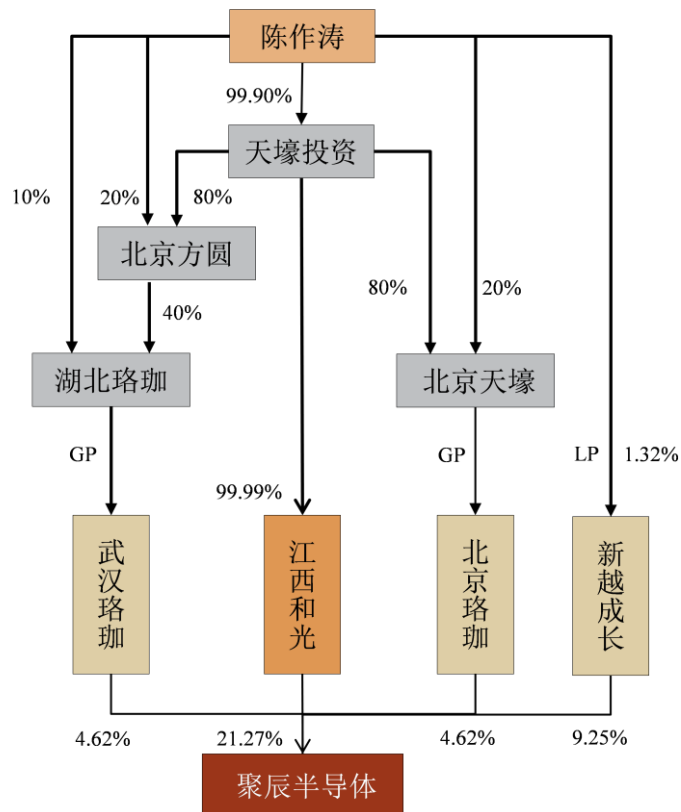 陈作涛
99.90%
天壕投资
10%
20%
80%
北京方圆
80%
20%
40%
湖北珞珈
北京天壕
GP
GP
LP
1.32%
99.99%
武汉珞珈
江西和光
北京珞珈
新越成长
4.62%
21.27%
4.62%
9.25%
聚辰半导体